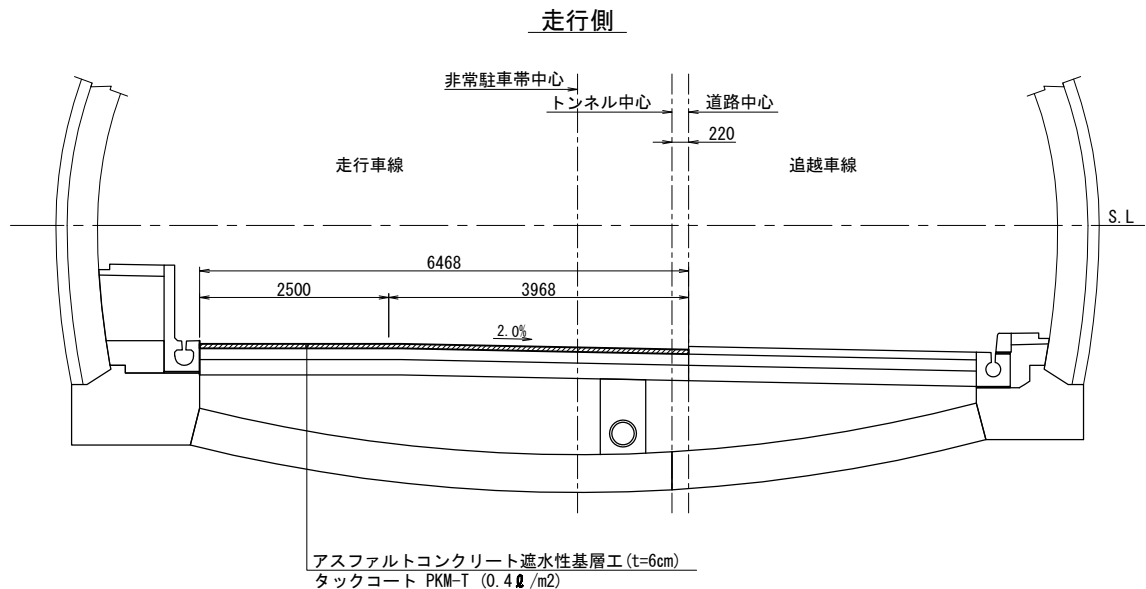 走行側
非常駐車帯中心
トンネル中心
道路中心
220
走行車線
追越車線
S.L
6468
2500
3968
2.0%
アスファルトコンクリート遮水性基層工(t=6cm)
タックコート PKM-T (0.4ℓ/m2)